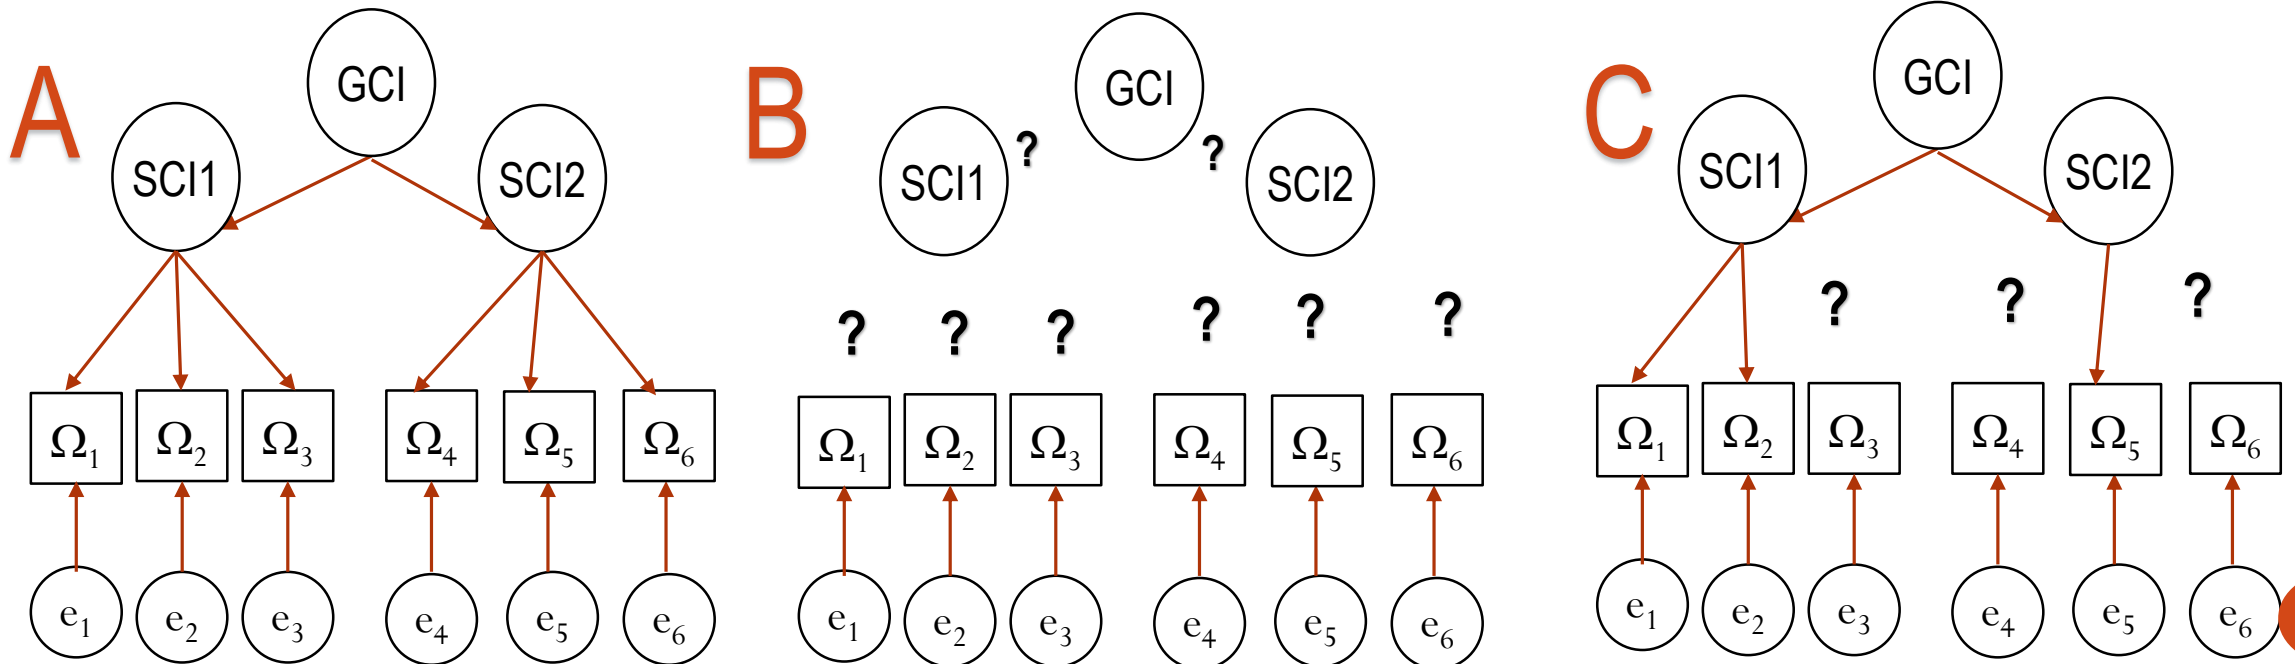 A
GCI
SCI1
SCI2
Ω1 Ω2 Ω3 Ω4 Ω5 Ω6
e1 e2 e3 e4 e5 e6
B
GCI
SCI1 ? ? SCI2
? ? ? ? ? ?
Ω1 Ω2 Ω3 Ω4 Ω5 Ω6
e1 e2 e3 e4 e5 e6
C
GCI
SCI1
SCI2
? ? ?
Ω1 Ω2 Ω3 Ω4 Ω5 Ω6
e1 e2 e3 e4 e5 e6